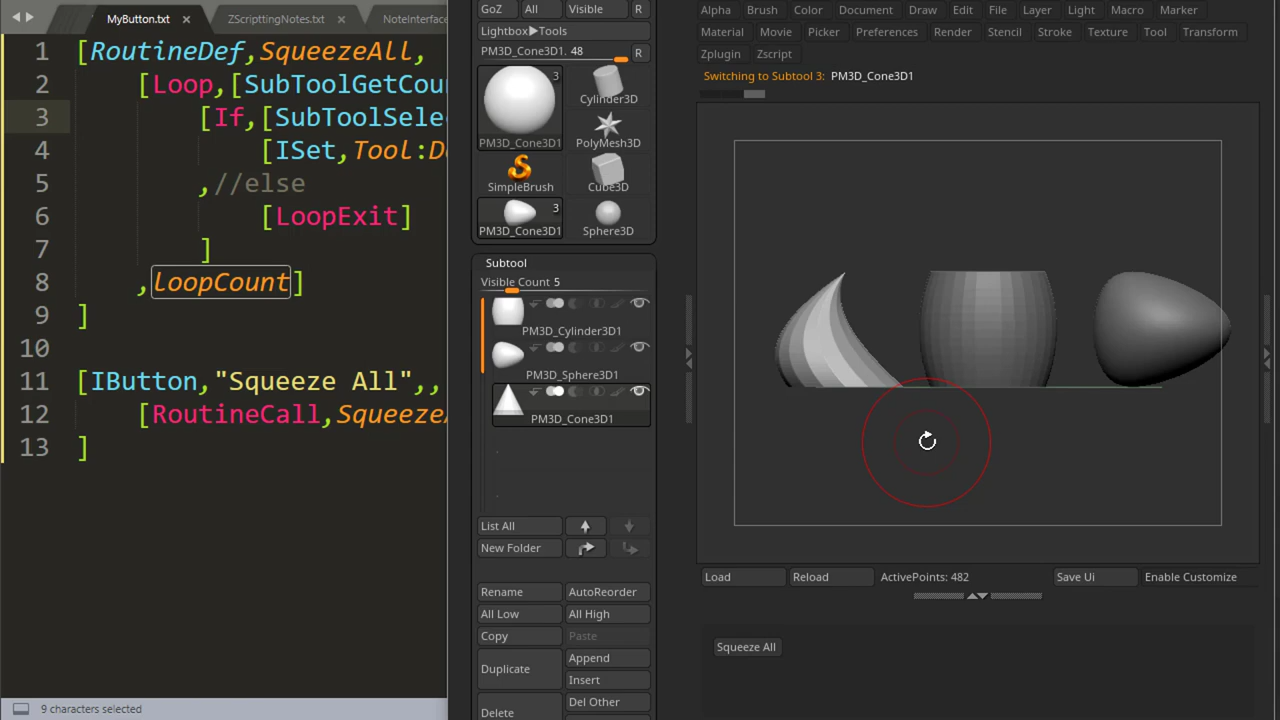 MyButton.txt ×
ZScripttingNotes.txt ×
NoteInterface
1 [RoutineDef,SqueezeAll,
2 [Loop,[SubToolGetCou
3 [If,[SubToolSele
4 [ISet,Tool:D
5 ,//else
6 [LoopExit]
7 ]
8 ,loopCount]
9 ]
10
11 [IButton,"Squeeze All",,
12 [RoutineCall,SqueezeA
13 ]
9 characters selected
GoZ All Visible R
Lightbox▶Tools
PM3D_Cone3D1. 48 R
3
PM3D_Cone3D1
Cylinder3D
PolyMesh3D
SimpleBrush
Cube3D
3
PM3D_Cone3D1
Sphere3D
Subtool
Visible Count 5
PM3D_Cylinder3D1
PM3D_Sphere3D1
PM3D_Cone3D1
List All
New Folder
Rename AutoReorder
All Low All High
Copy Paste
Duplicate Append
Insert
Delete Del Other
Alpha Brush Color Document Draw Edit File Layer Light Macro Marker
Material Movie Picker Preferences Render Stencil Stroke Texture Tool Transform
Zplugin Zscript
Switching to Subtool 3: PM3D_Cone3D1
Load Reload ActivePoints: 482 Save Ui Enable Customize
Squeeze All